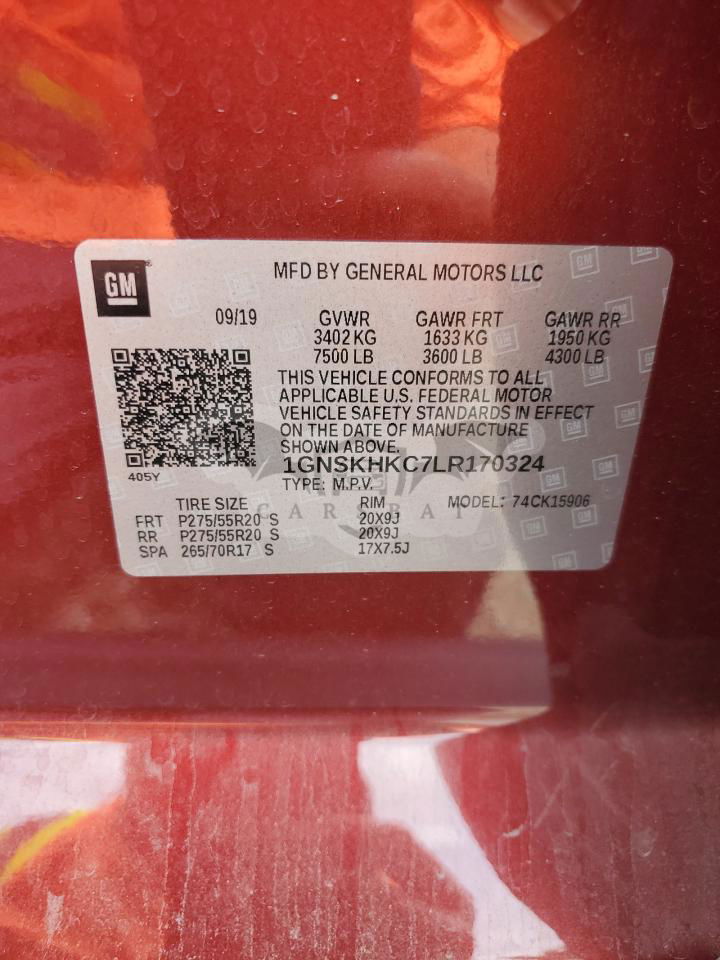 GM
MFD BY GENERAL MOTORS LLC
09/19 GVWR GAWR FRT GAWR RR
3402 KG 1633 KG 1950 KG
7500 LB 3600 LB 4300 LB
THIS VEHICLE CONFORMS TO ALL
APPLICABLE U.S. FEDERAL MOTOR
VEHICLE SAFETY STANDARDS IN EFFECT
ON THE DATE OF MANUFACTURE
SHOWN ABOVE.
405Y
1GNSKHKC7LR170324
TYPE: M.P.V.
TIRE SIZE RIM MODEL: 74CK15906
FRT P275/55R20 S 20X9J
RR P275/55R20 S 20X9J
SPA 265/70R17 S 17X7.5J
CARSBAT